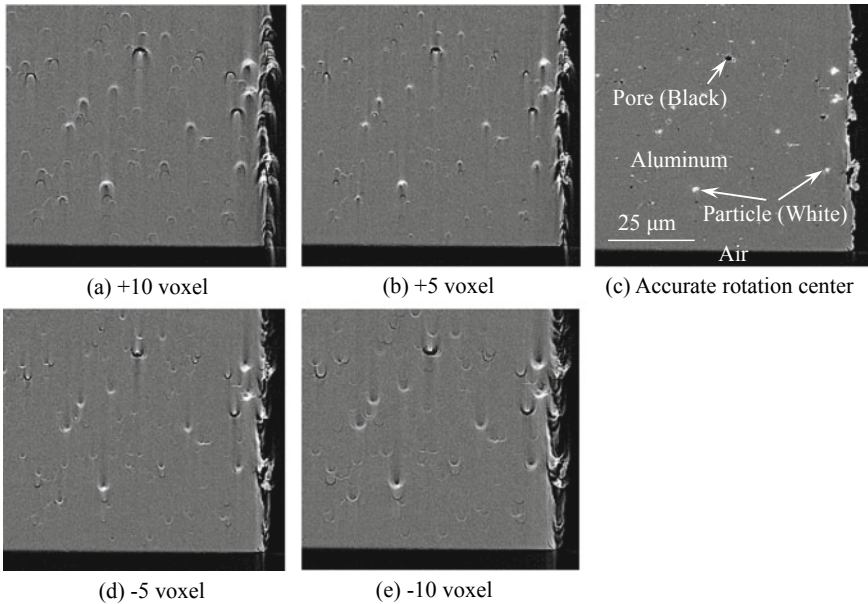 Pore (Black)
Aluminum
Particle (White)
25 μm
Air
(a) +10 voxel
(b) +5 voxel
(c) Accurate rotation center
(d) -5 voxel
(e) -10 voxel